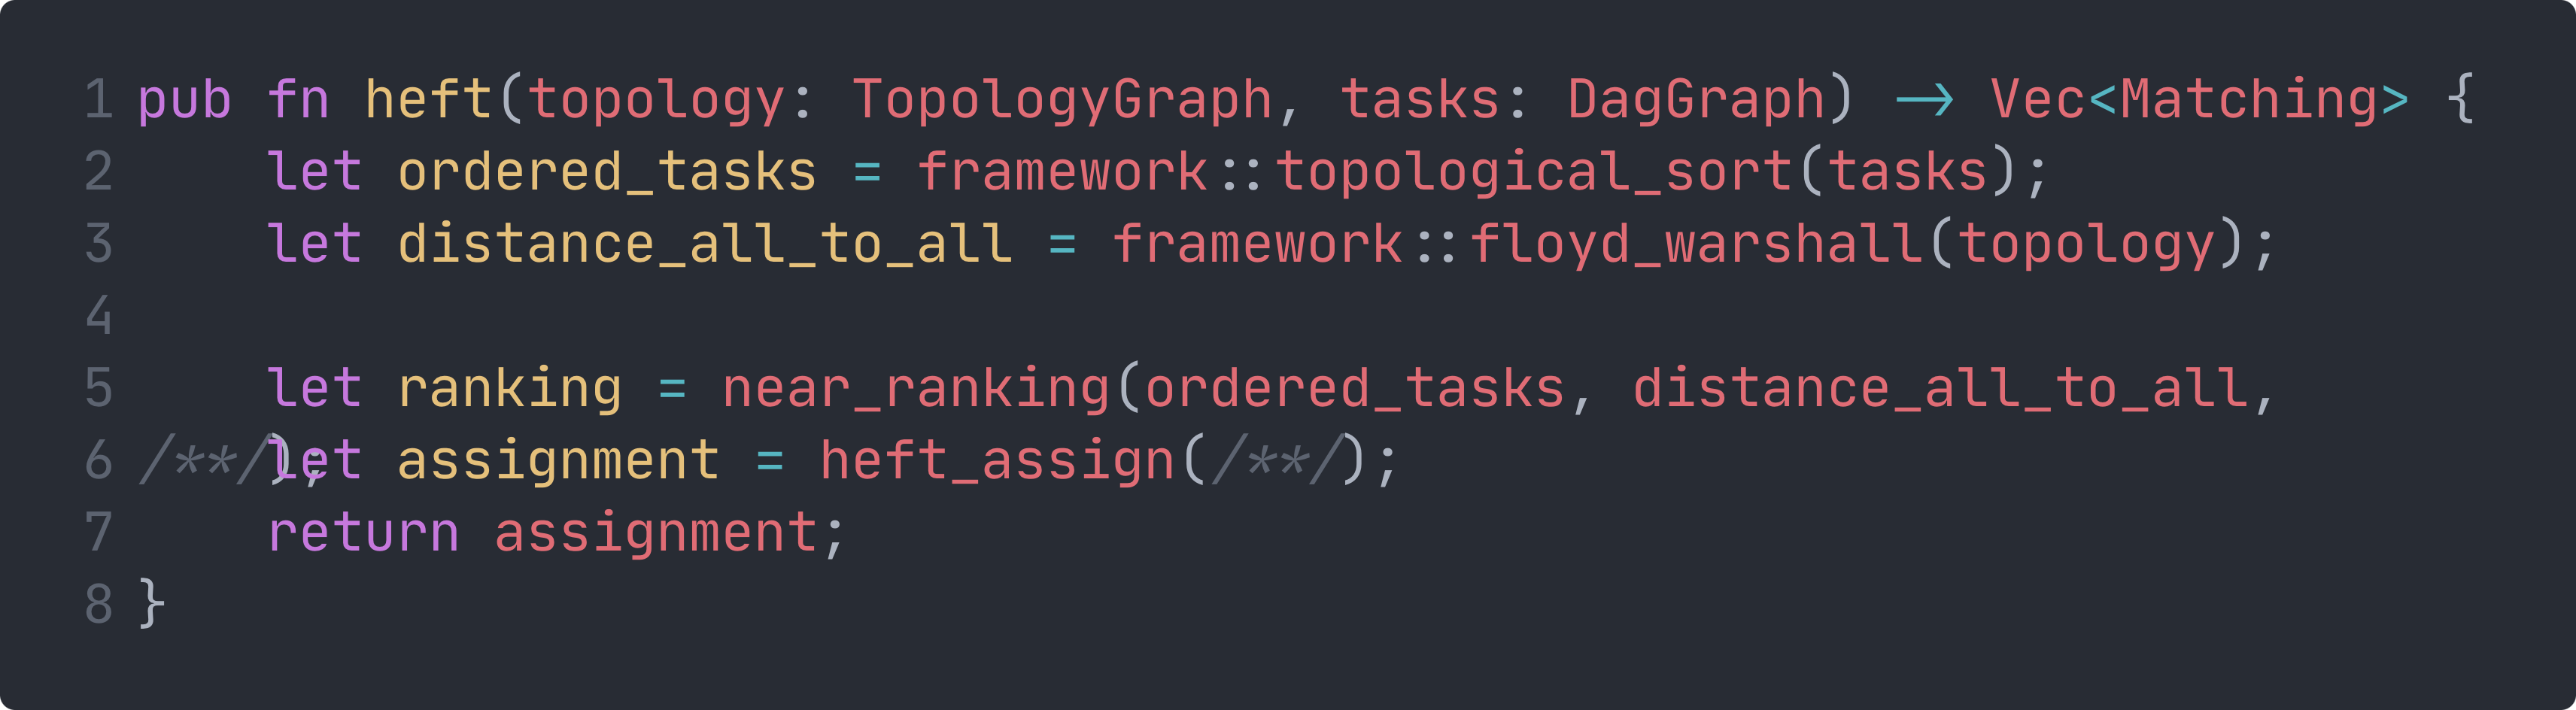 1 pub fn heft(topology: TopologyGraph, tasks: DagGraph) -> Vec<Matching> {
2     let ordered_tasks = framework::topological_sort(tasks);
3     let distance_all_to_all = framework::floyd_warshall(topology);
4
5     let ranking = near_ranking(ordered_tasks, distance_all_to_all,
/**/);
6     let assignment = heft_assign(/**/);
7     return assignment;
8 }